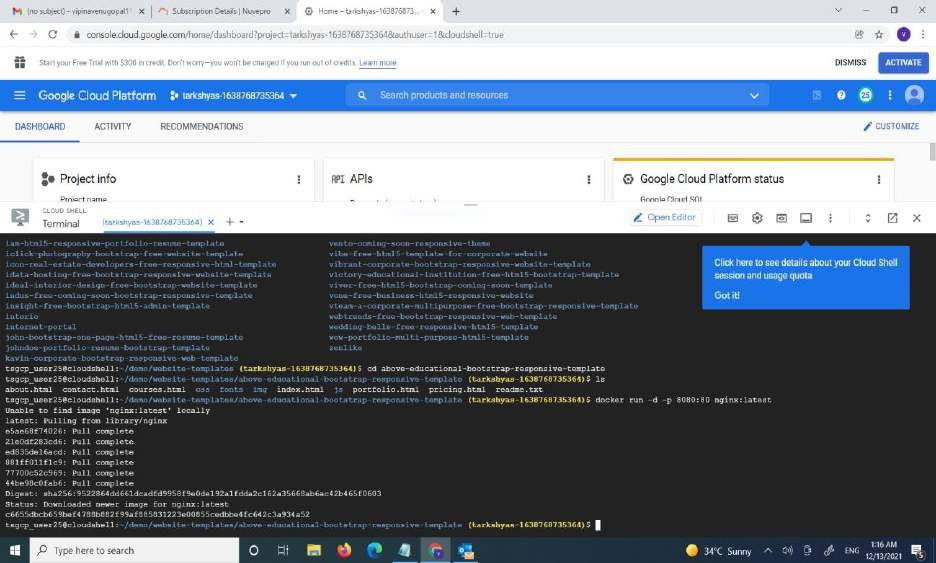 (no subject) - vipinavenugopal11
Subscription Details | Nuvepro
Home – tarkshyas-16387687...
console.cloud.google.com/home/dashboard?project=tarkshyas-1638768735364&authuser=1&cloudshell=true
Start your Free Trial with $300 in credit. Don't worry—you won't be charged if you run out of credits. Learn more
DISMISS
ACTIVATE
Google Cloud Platform
tarkshyas-1638768735364
Search products and resources
DASHBOARD
ACTIVITY
RECOMMENDATIONS
CUSTOMIZE
Project info
API APIs
Google Cloud Platform status
Project name
Google Cloud SQL
CLOUD SHELL
Terminal
(tarkshyas-1638768735364)
Open Editor
iam-html5-responsive-portfolio-resume-template vento-coming-soon-responsive-theme
iclick-photography-bootstrap-free-website-template vibe-free-html5-template-for-corporate-website
icon-real-estate-developers-free-responsive-html-template vibrant-corporate-bootstrap-responsive-website-template
idata-hosting-free-bootstrap-responsive-website-template victory-educational-institution-free-html5-bootstrap-template
ideal-interior-design-free-bootstrap-website-template viver-free-html5-bootstrap-coming-soon-template
indus-free-coming-soon-bootstrap-responsive-template vone-free-business-html5-responsive-website
insight-free-bootstrap-html5-admin-template vteam-a-corporate-multipurpose-free-bootstrap-responsive-template
interio webtrends-free-bootstrap-responsive-website-template
internet-portal wedding-bells-free-responsive-html5-template
john-bootstrap-one-page-html5-free-resume-template wow-portfolio-multi-purpose-html5-template
johndoe-portfolio-resume-bootstrap-template zenlike
kavin-corporate-bootstrap-responsive-web-template
tsgcp_user25@cloudshell:~/demo/website-templates (tarkshyas-1638768735364)$ cd above-educational-bootstrap-responsive-template
tsgcp_user25@cloudshell:~/demo/website-templates/above-educational-bootstrap-responsive-template (tarkshyas-1638768735364)$ ls
about.html contact.html courses.html css fonts img index.html js portfolio.html pricing.html readme.txt
tsgcp_user25@cloudshell:~/demo/website-templates/above-educational-bootstrap-responsive-template (tarkshyas-1638768735364)$ docker run -d -p 8080:80 nginx:latest
Unable to find image 'nginx:latest' locally
latest: Pulling from library/nginx
e5ae68f74026: Pull complete
21e0df283cd6: Pull complete
ed835de16acd: Pull complete
881ff011f1c9: Pull complete
77700c52c969: Pull complete
44be98c0fab6: Pull complete
Digest: sha256:9522864dd661dcadfd9958f9e0de192a1fdda2c162a35668ab6ac42b465f0603
Status: Downloaded newer image for nginx:latest
c6655dbcb659bef4788b882f99af885831223e00855cedbbe4fc642c3a934a52
tsgcp_user25@cloudshell:~/demo/website-templates/above-educational-bootstrap-responsive-template (tarkshyas-1638768735364)$
Click here to see details about your Cloud Shell
session and usage quota
Got it!
Type here to search
34°C Sunny
ENG
1:16 AM
12/13/2021